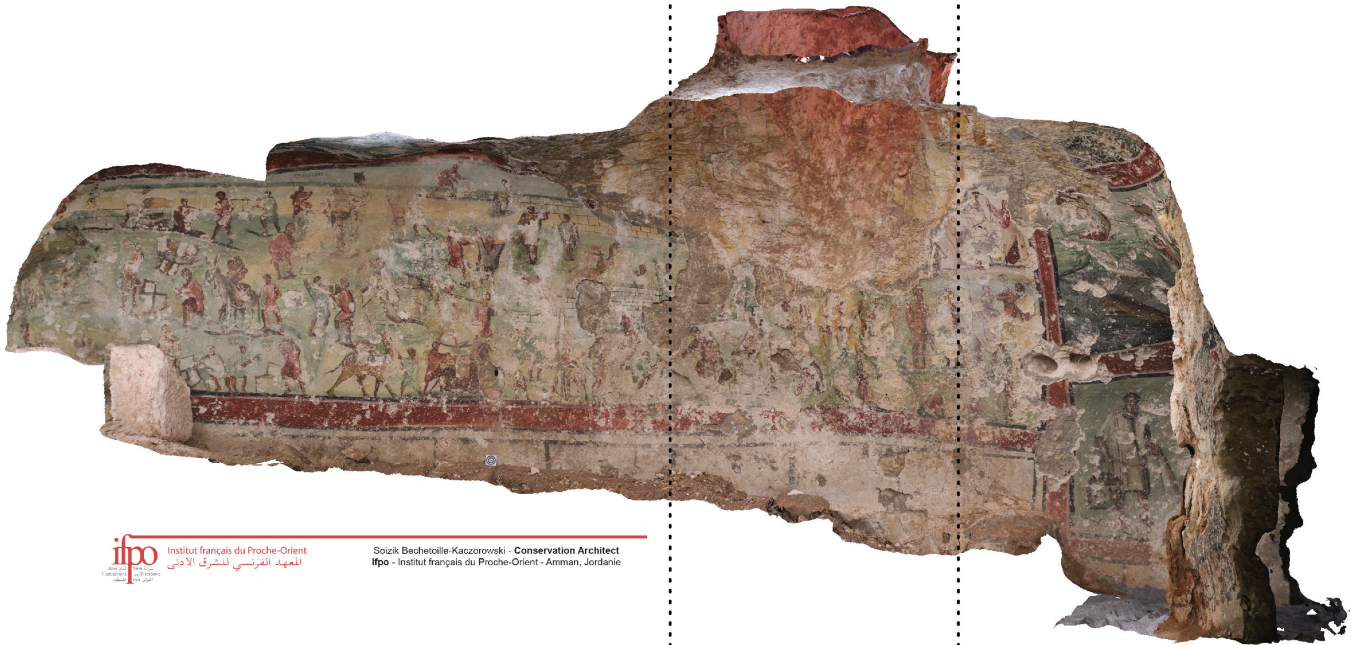 ifpo
Institut français du Proche-Orient
المعهد الفرنسي للشرق الأدنى
Soizik Bechetoille-Kaczorowski - Conservation Architect
Ifpo - Institut français du Proche-Orient - Amman, Jordanie